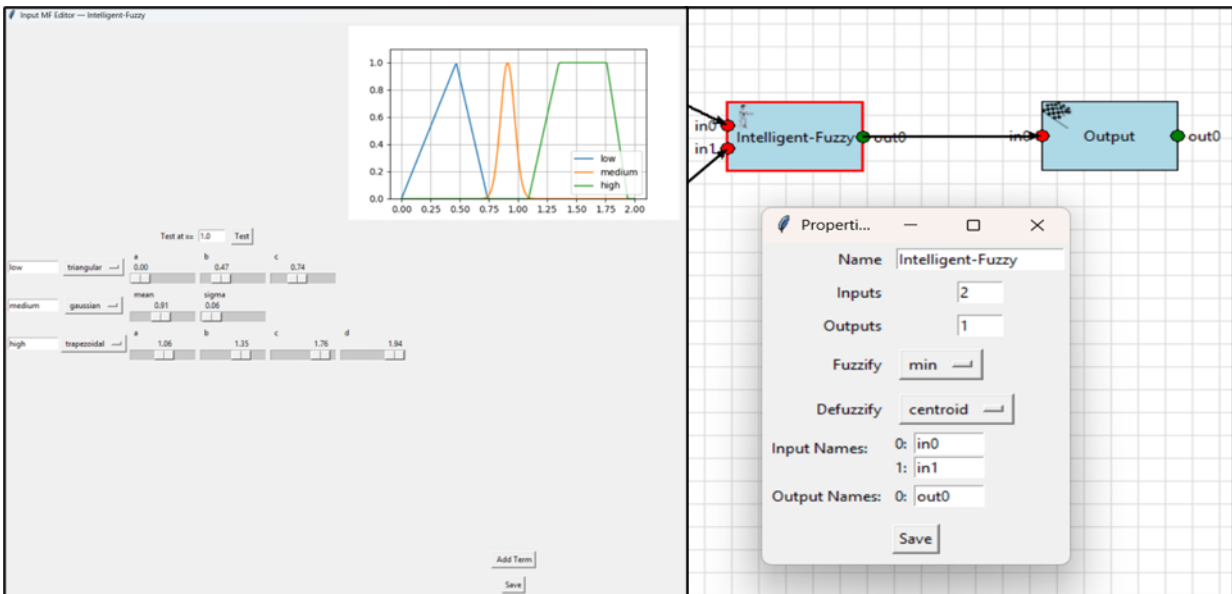 Input MF Editor — Intelligent-Fuzzy
1.0
0.8
0.6
0.4
0.2
0.0
0.00 0.25 0.50 0.75 1.00 1.25 1.50 1.75 2.00
low
medium
high
Test at x= 1.0 Test
a b c
low triangular 0.00 0.47 0.74
mean sigma
medium gaussian 0.91 0.06
a b c d
high trapezoidal 1.06 1.35 1.76 1.94
Add Term
Save
in0
in1
Intelligent-Fuzzy
out0
in0
Output
out0
Properti...
Name Intelligent-Fuzzy
Inputs 2
Outputs 1
Fuzzify min
Defuzzify centroid
Input Names: 0: in0
1: in1
Output Names: 0: out0
Save